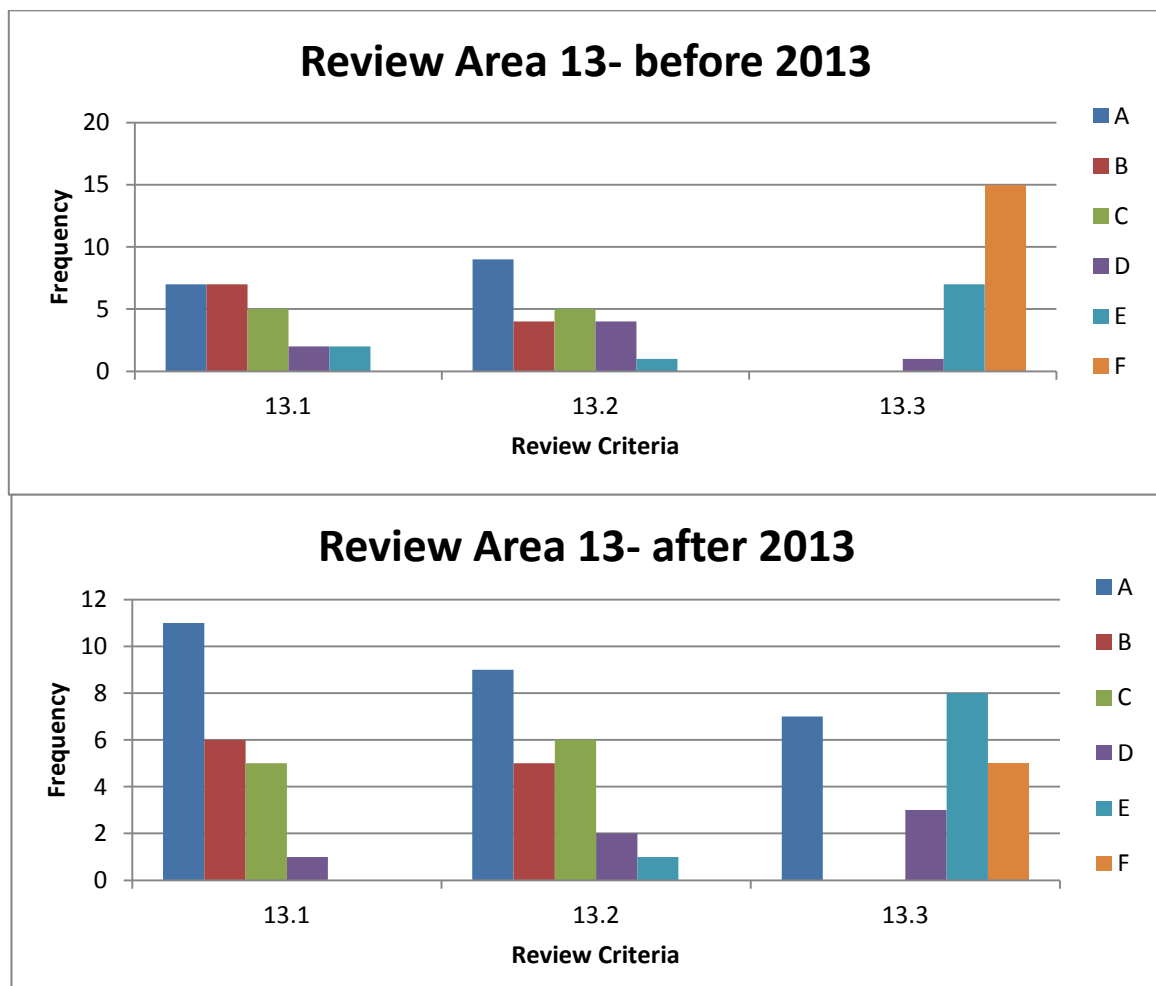 Review Area 13- before 2013
20
15
10
5
0
Frequency
13.1
13.2
13.3
Review Criteria
A
B
C
D
E
F
Review Area 13- after 2013
12
10
8
6
4
2
0
Frequency
13.1
13.2
13.3
Review Criteria
A
B
C
D
E
F